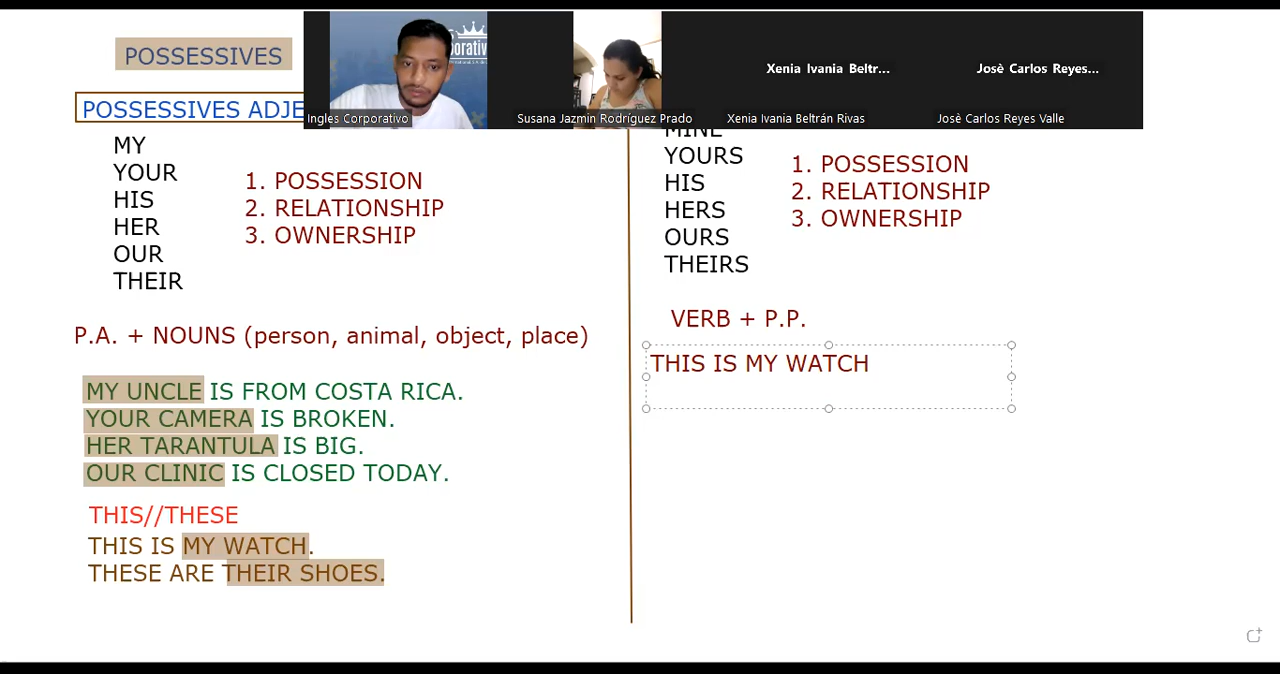 POSSESSIVES
POSSESSIVES ADJE
MY
YOUR
HIS
HER
OUR
THEIR
1. POSSESSION
2. RELATIONSHIP
3. OWNERSHIP
P.A. + NOUNS (person, animal, object, place)
MY UNCLE IS FROM COSTA RICA.
YOUR CAMERA IS BROKEN.
HER TARANTULA IS BIG.
OUR CLINIC IS CLOSED TODAY.
THIS//THESE
THIS IS MY WATCH.
THESE ARE THEIR SHOES.
orativ
Ingles Corporativo
Susana Jazmin Rodríguez Prado
Xenia Ivania Beltr...
Xenia Ivania Beltrán Rivas
Josè Carlos Reyes...
Josè Carlos Reyes Valle
MINE
YOURS
HIS
HERS
OURS
THEIRS
1. POSSESSION
2. RELATIONSHIP
3. OWNERSHIP
VERB + P.P.
THIS IS MY WATCH